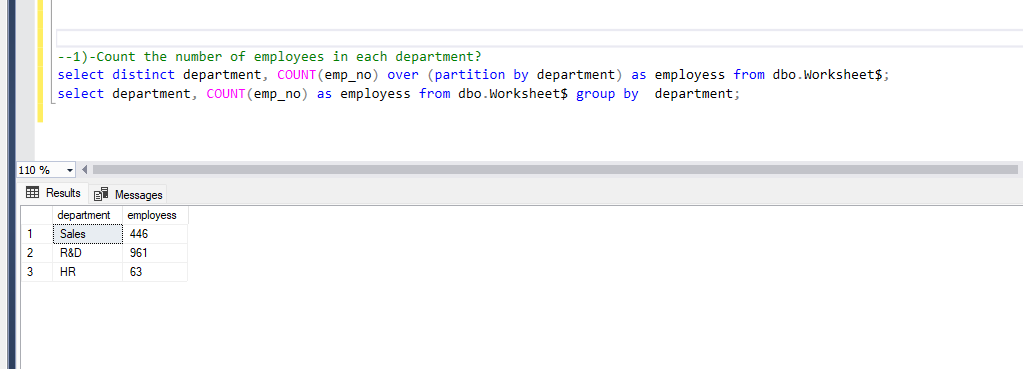 --1)-Count the number of employees in each department?
select distinct department, COUNT(emp_no) over (partition by department) as employess from dbo.Worksheet$;
select department, COUNT(emp_no) as employess from dbo.Worksheet$ group by  department;
110 %
Results Messages
department employess
1 Sales 446
2 R&D 961
3 HR 63